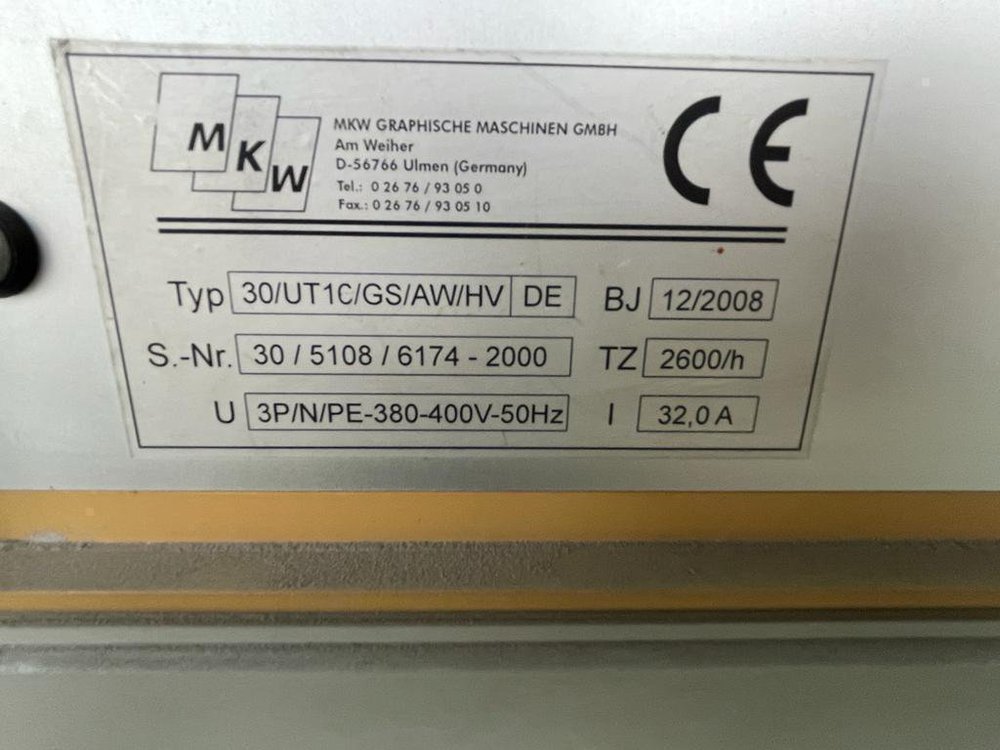 MKW
MKW GRAPHISCHE MASCHINEN GMBH
Am Weiher
D-56766 Ulmen (Germany)
Tel.: 0 26 76 / 93 05 0
Fax.: 0 26 76 / 93 05 10
CE
Typ 30/UT1C/GS/AW/HV DE BJ 12/2008
S.-Nr. 30 / 5108 / 6174 - 2000 TZ 2600/h
U 3P/N/PE-380-400V-50Hz I 32,0 A